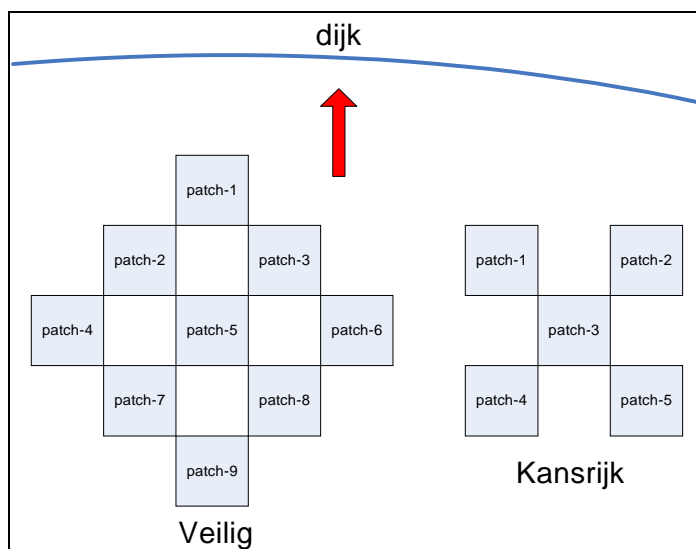 dijk
patch-1
patch-2
patch-3
patch-4
patch-5
patch-6
patch-7
patch-8
patch-9
Veilig
patch-1
patch-2
patch-3
patch-4
patch-5
Kansrijk